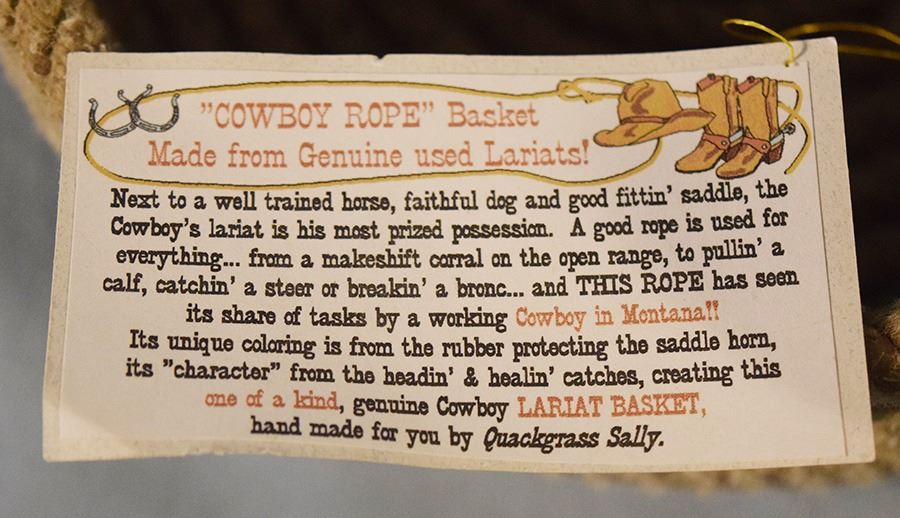 "COWBOY ROPE" Basket
Made from Genuine used Lariats!
Next to a well trained horse, faithful dog and good fittin' saddle, the
Cowboy's lariat is his most prized possession. A good rope is used for
everything... from a makeshift corral on the open range, to pullin' a
calf, catchin' a steer or breakin' a bronc... and THIS ROPE has seen
its share of tasks by a working Cowboy in Montana!!
Its unique coloring is from the rubber protecting the saddle horn,
its "character" from the headin' & healin' catches, creating this
one of a kind, genuine Cowboy LARIAT BASKET,
hand made for you by Quackgrass Sally.